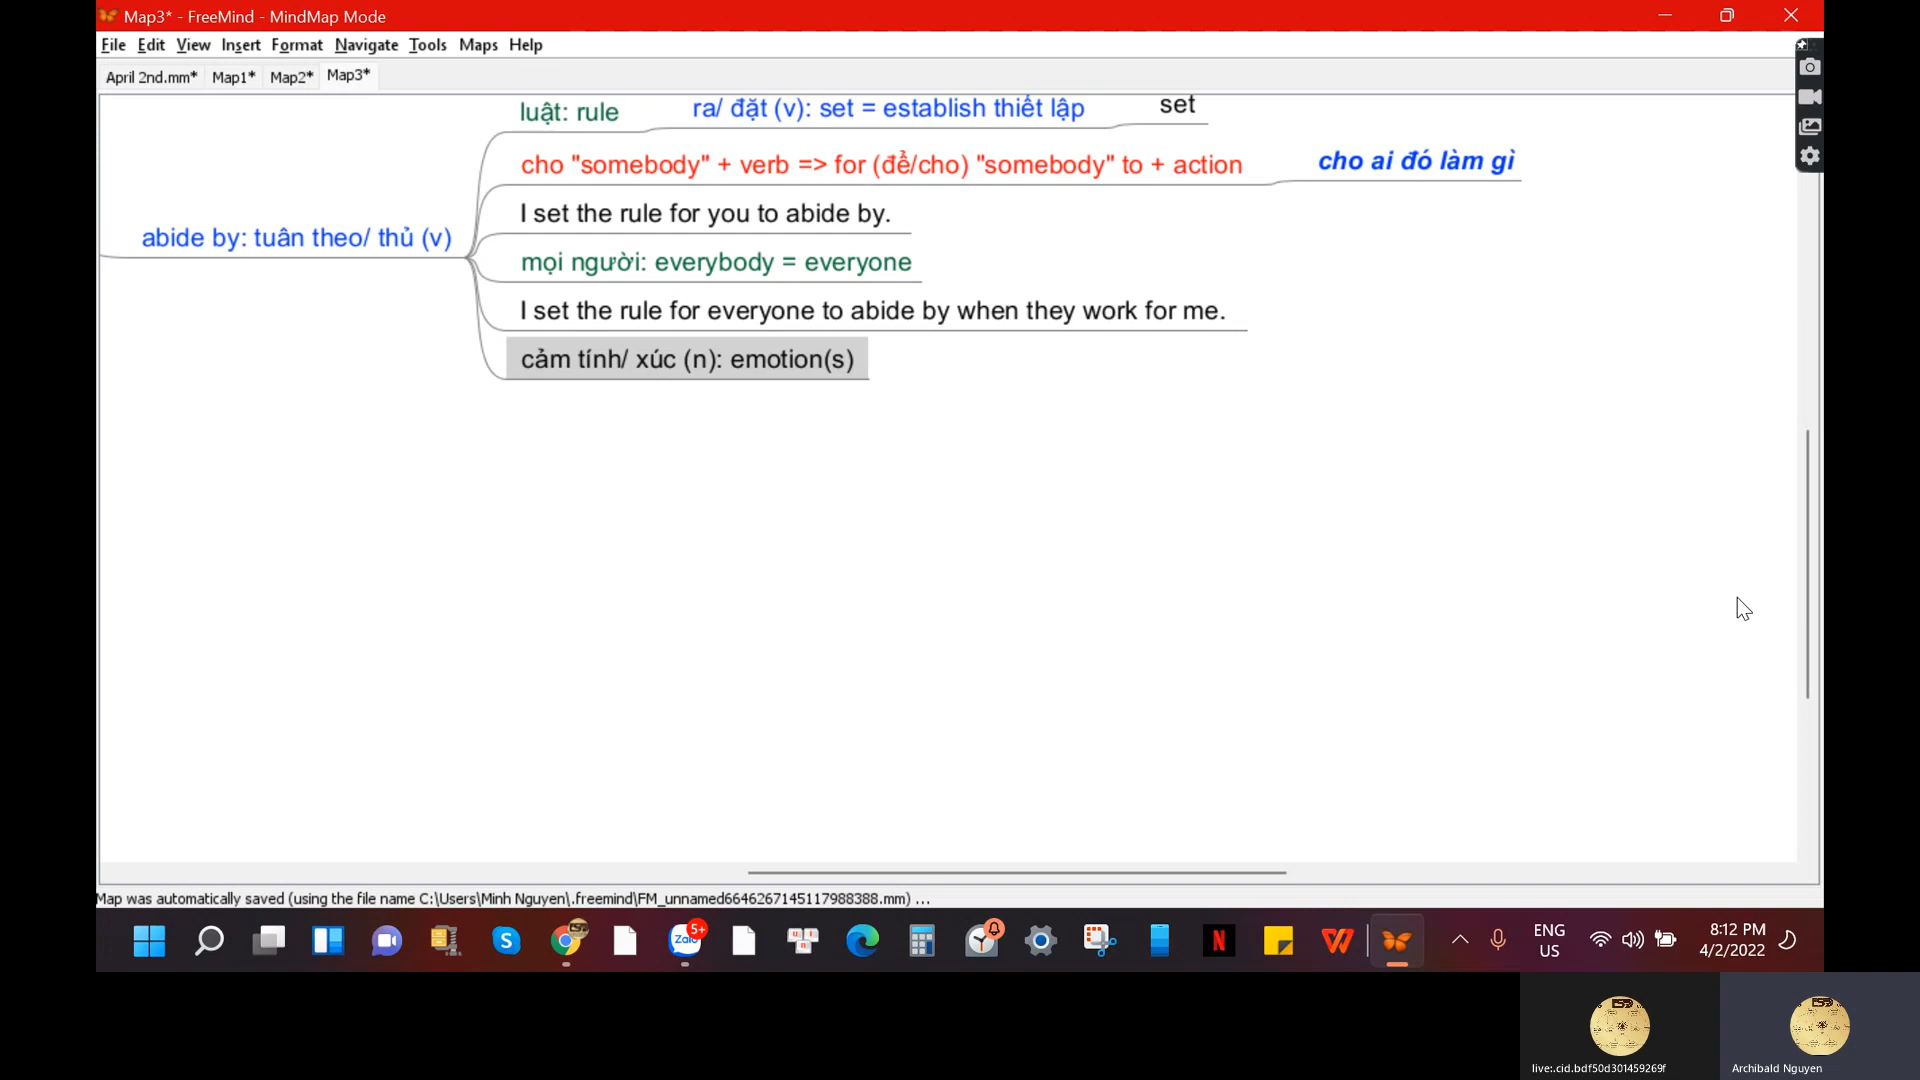 Map3* - FreeMind - MindMap Mode
File Edit View Insert Format Navigate Tools Maps Help
April 2nd.mm* Map1* Map2* Map3*
luật: rule
ra/ đặt (v): set = establish thiết lập
set
cho "somebody" + verb => for (để/cho) "somebody" to + action
cho ai đó làm gì
I set the rule for you to abide by.
abide by: tuân theo/ thủ (v)
mọi người: everybody = everyone
I set the rule for everyone to abide by when they work for me.
cảm tính/ xúc (n): emotion(s)
Map was automatically saved (using the file name C:\Users\Minh Nguyen\.freemind\FM_unnamed6646267145117988388.mm) ...
Zalo
5+
ENG
US
8:12 PM
4/2/2022
live:.cid.bdf50d301459269f
Archibald Nguyen